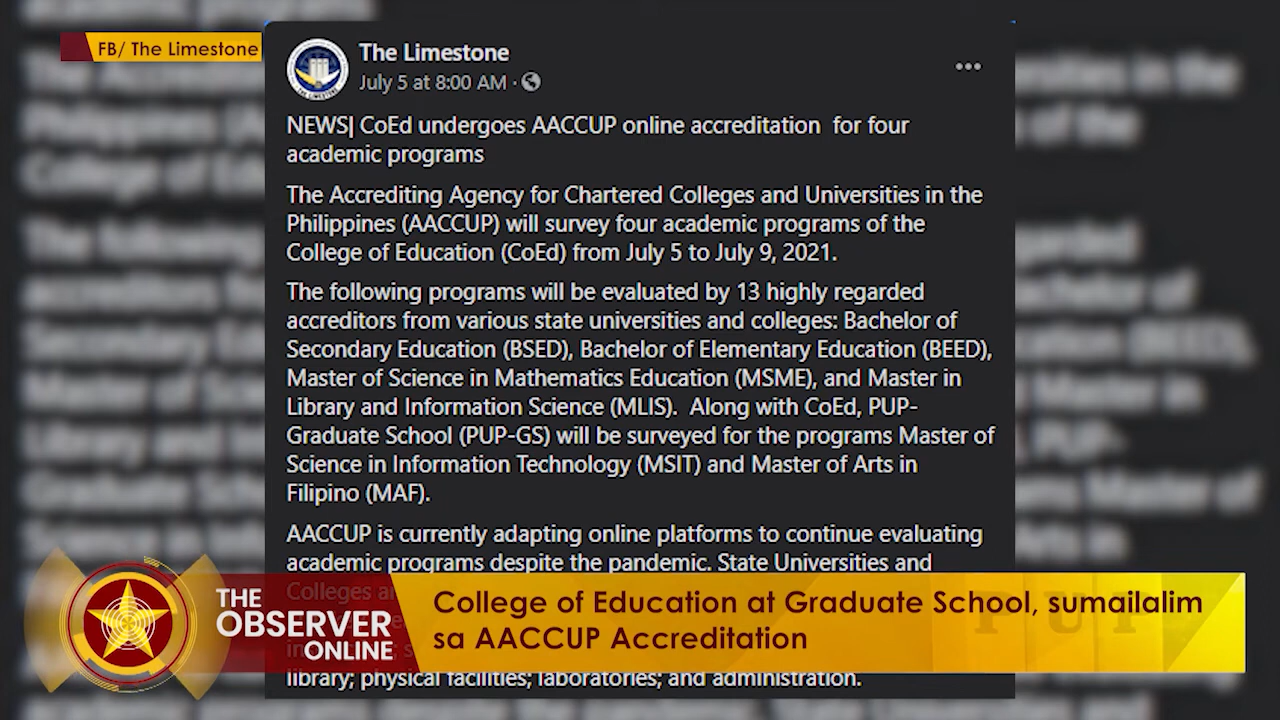 FB/ The Limestone
The Limestone
July 5 at 8:00 AM ·
NEWS| CoEd undergoes AACCUP online accreditation for four
academic programs
The Accrediting Agency for Chartered Colleges and Universities in the
Philippines (AACCUP) will survey four academic programs of the
College of Education (CoEd) from July 5 to July 9, 2021.
The following programs will be evaluated by 13 highly regarded
accreditors from various state universities and colleges: Bachelor of
Secondary Education (BSED), Bachelor of Elementary Education (BEED),
Master of Science in Mathematics Education (MSME), and Master in
Library and Information Science (MLIS). Along with CoEd, PUP-
Graduate School (PUP-GS) will be surveyed for the programs Master of
Science in Information Technology (MSIT) and Master of Arts in
Filipino (MAF).
AACCUP is currently adapting online platforms to continue evaluating
academic programs despite the pandemic. State Universities and
Colleges
library; physical facilities; laboratories; and administration.
THE
OBSERVER
ONLINE
College of Education at Graduate School, sumailalim
sa AACCUP Accreditation
PUP